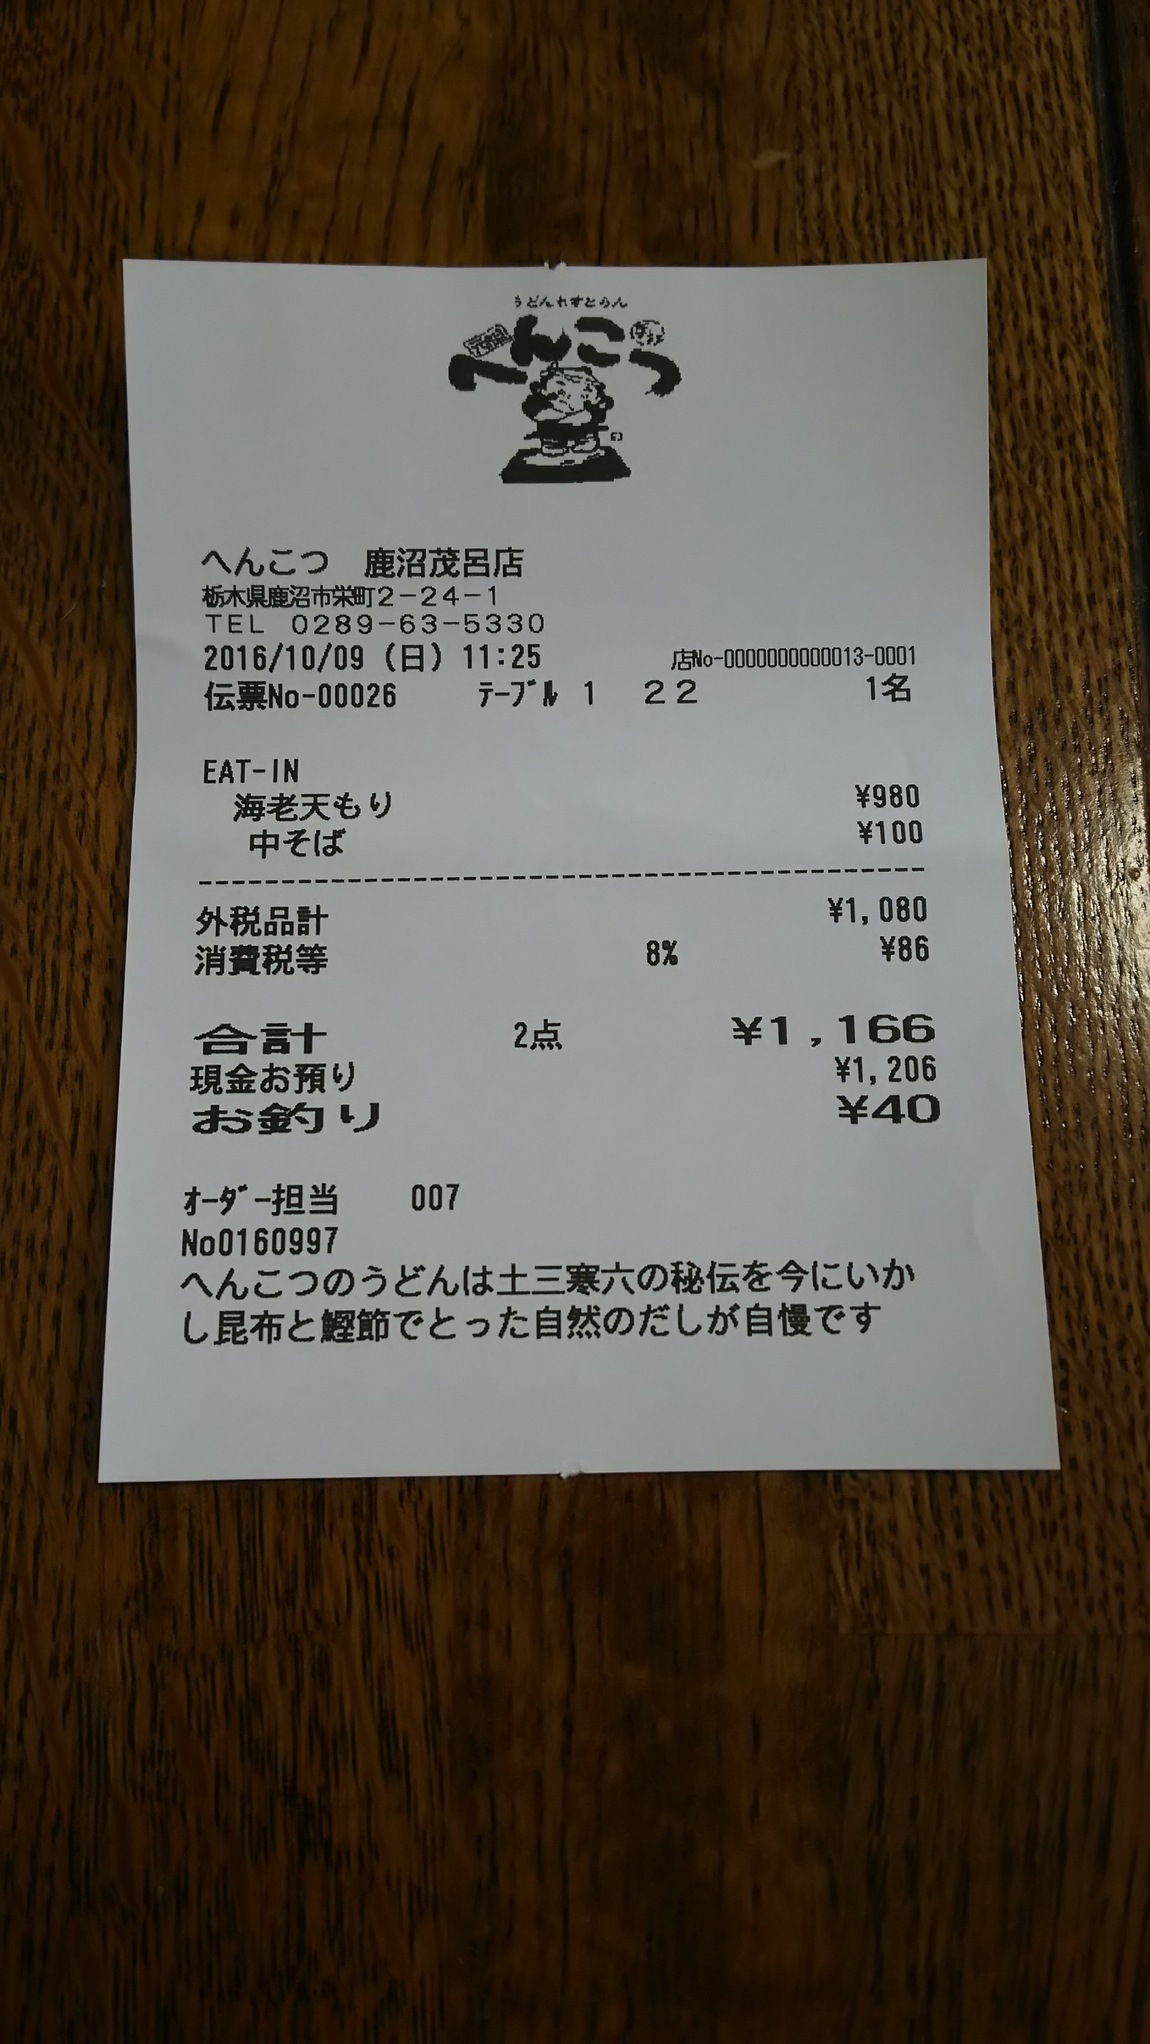 うどんれすとらん
へんこつ
へんこつ 鹿沼茂呂店
栃木県鹿沼市栄町2-24-1
TEL 0289-63-5330
2016/10/09 (日) 11:25 店No-0000000000013-0001
伝票No-00026 ﾃｰﾌﾞﾙ 1 22 1名
EAT-IN
海老天もり ¥980
中そば ¥100
外税品計 ¥1,080
消費税等 8% ¥86
合計 2点 ¥1,166
現金お預り ¥1,206
お釣り ¥40
ｵｰﾀﾞｰ担当 007
No0160997
へんこつのうどんは土三寒六の秘伝を今にいか
し昆布と鰹節でとった自然のだしが自慢です